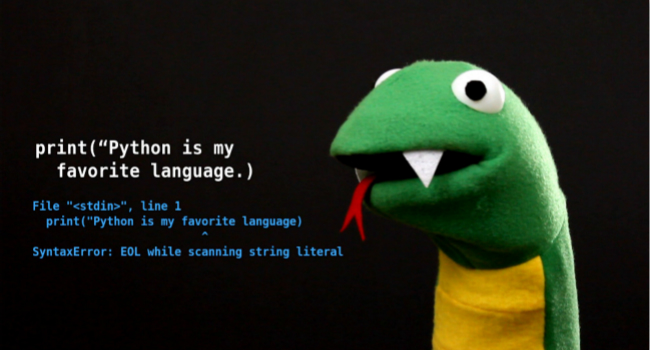 print(“Python is my
favorite language.)
File "<stdin>", line 1
print("Python is my favorite language)
^
SyntaxError: EOL while scanning string literal